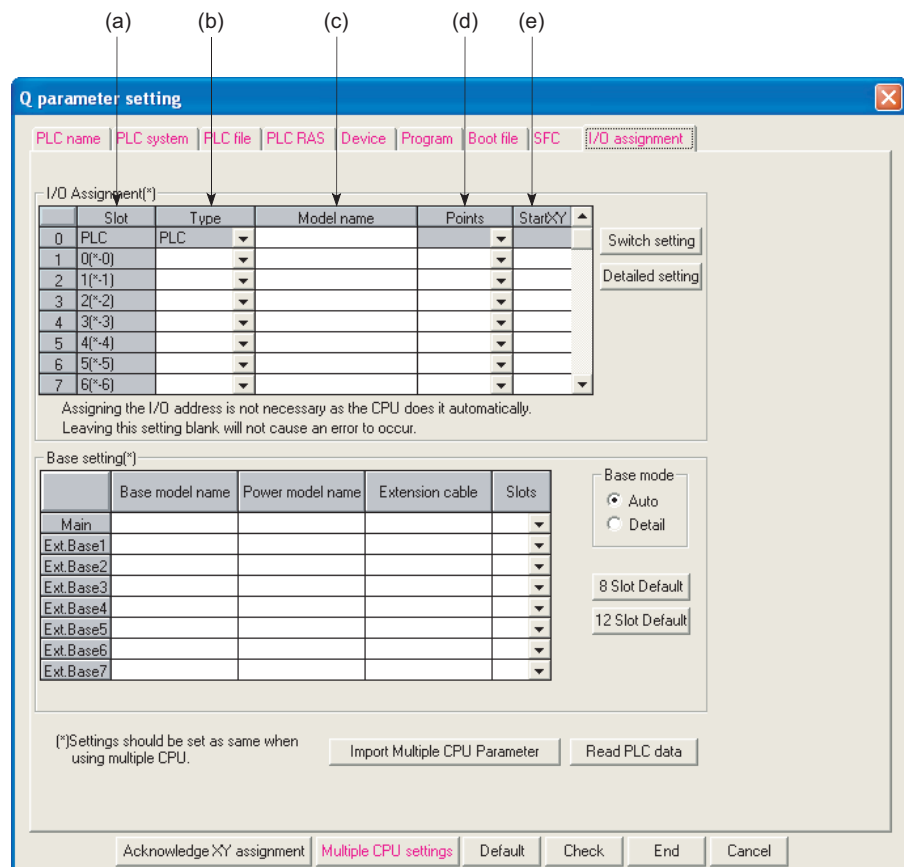 (a) (b) (c) (d) (e)
Q parameter setting
PLC name PLC system PLC file PLC RAS Device Program Boot file SFC I/O assignment
I/O Assignment(*)
Slot Type Model name Points StartXY
0 PLC PLC
1 0(*-0)
2 1(*-1)
3 2(*-2)
4 3(*-3)
5 4(*-4)
6 5(*-5)
7 6(*-6)
Switch setting
Detailed setting
Assigning the I/O address is not necessary as the CPU does it automatically.
Leaving this setting blank will not cause an error to occur.
Base setting(*)
Base model name Power model name Extension cable Slots
Main
Ext.Base1
Ext.Base2
Ext.Base3
Ext.Base4
Ext.Base5
Ext.Base6
Ext.Base7
Base mode
Auto
Detail
8 Slot Default
12 Slot Default
(*)Settings should be set as same when
using multiple CPU.
Import Multiple CPU Parameter Read PLC data
Acknowledge XY assignment Multiple CPU settings Default Check End Cancel